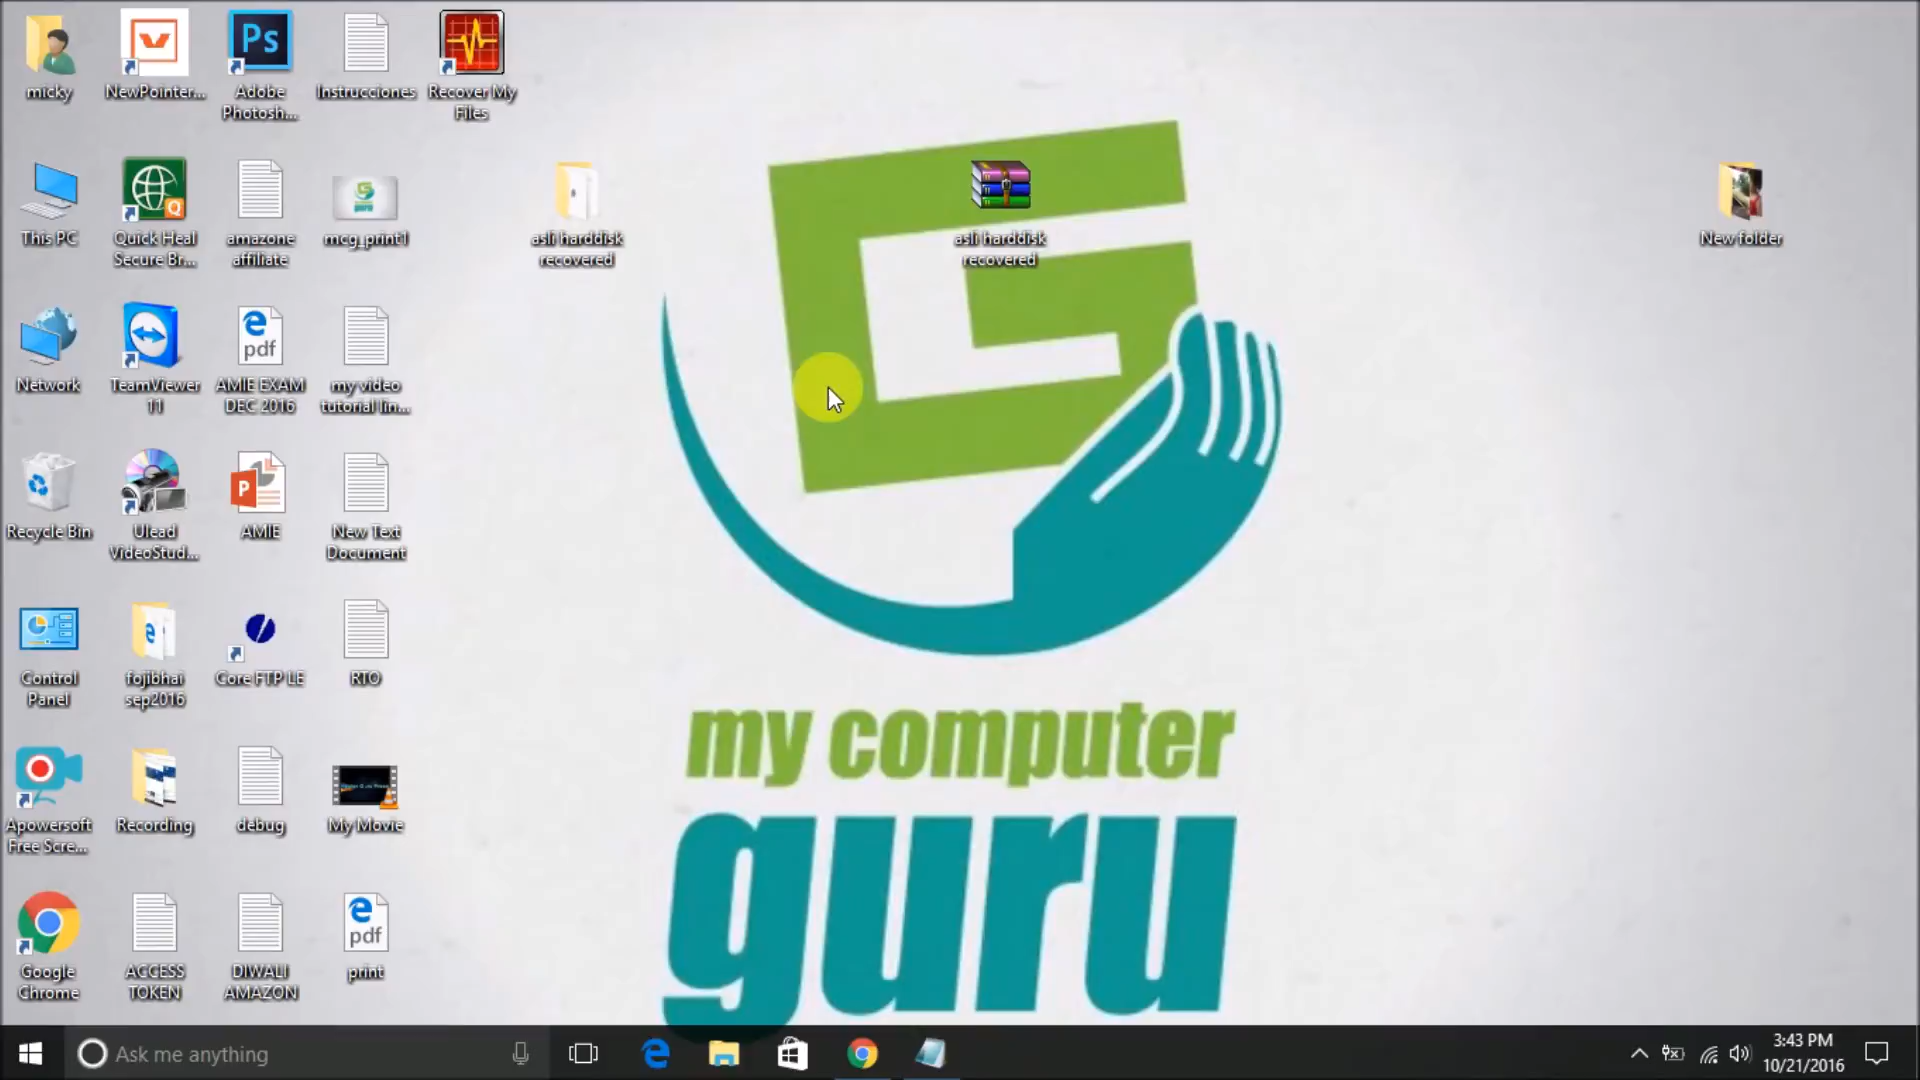 micky
NewPointer...
Ps
Adobe
Photosh...
Instrucciones
Recover My
Files
This PC
Q
Quick Heal
Secure Br...
amazone
affiliate
mcg_print1
asli harddisk
recovered
asli harddisk
recovered
New folder
Network
TeamViewer
11
pdf
AMIE EXAM
DEC 2016
my video
tutorial lin...
Recycle Bin
Ulead
VideoStud...
P
AMIE
New Text
Document
Control
Panel
fojibhai
sep2016
Core FTP LE
RTO
Apowersoft
Free Scre...
Recording
debug
My Movie
Google
Chrome
ACCESS
TOKEN
DIWALI
AMAZON
pdf
print
my computer
guru
Ask me anything
3:43 PM
10/21/2016